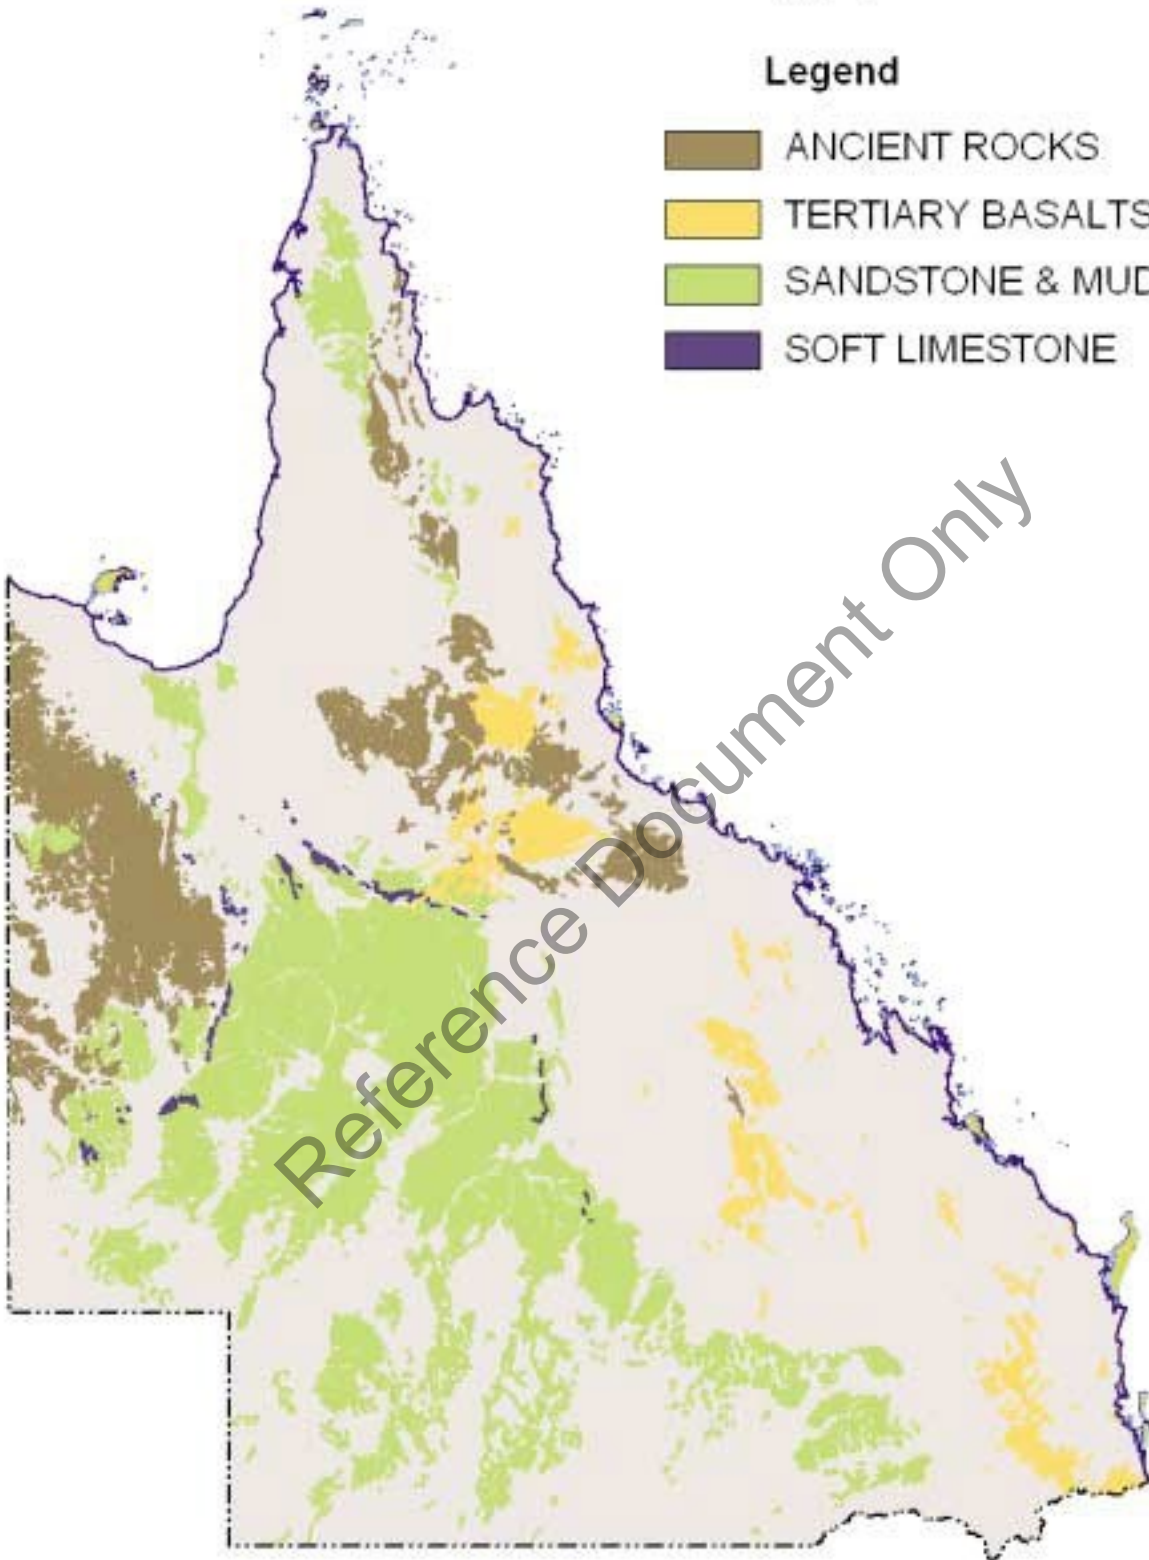 Legend
ANCIENT ROCKS
TERTIARY BASALTS
SANDSTONE & MUD
SOFT LIMESTONE
Reference Document Only